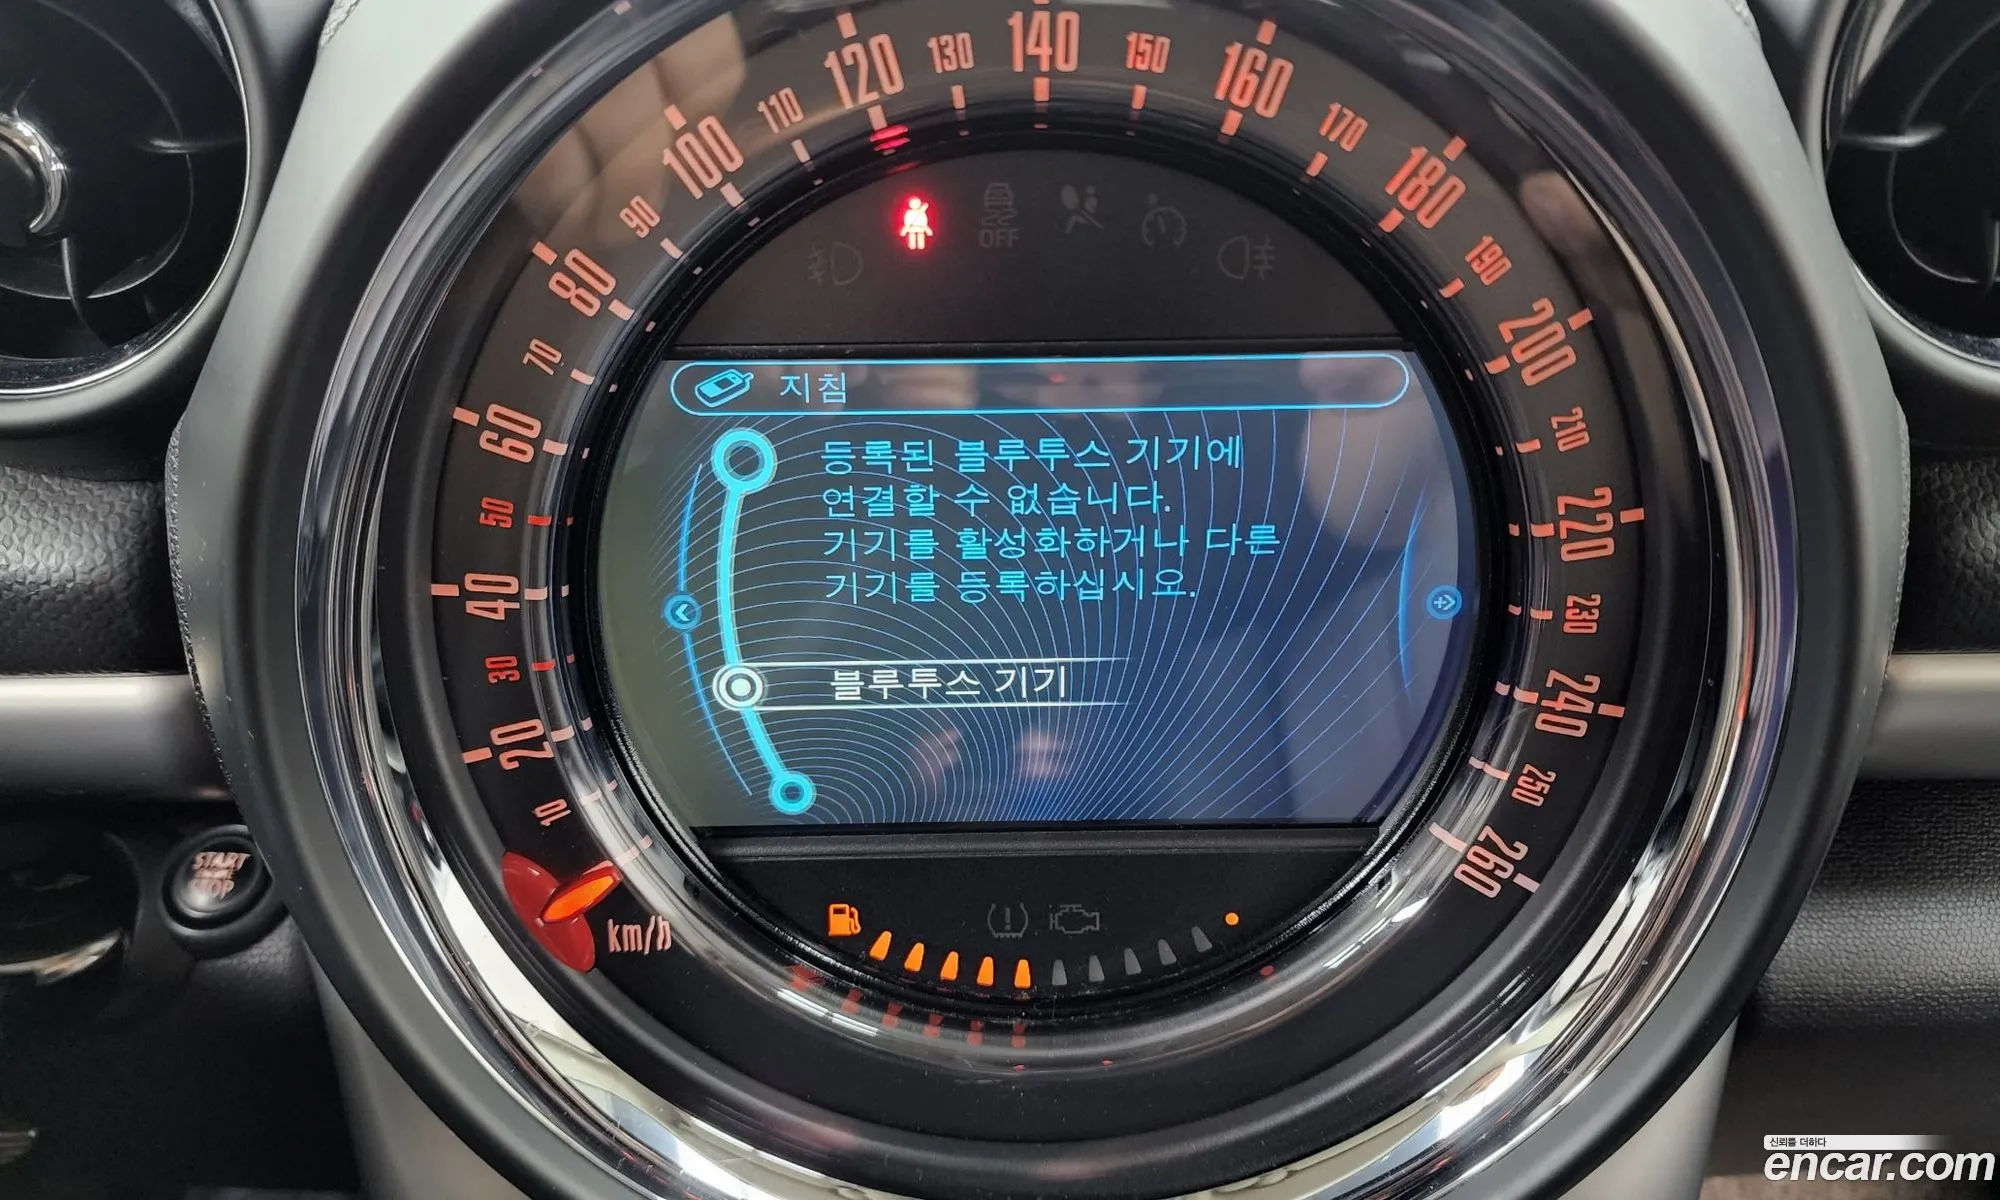 10
20
30
40
50
60
70
80
90
100
110
120
130
140
150
160
170
180
190
200
210
220
230
240
250
260
km/h
OFF
지침
등록된 블루투스 기기에
연결할 수 없습니다.
기기를 활성화하거나 다른
기기를 등록하십시오.
블루투스 기기
START
STOP
신뢰를 더하다
encar.com